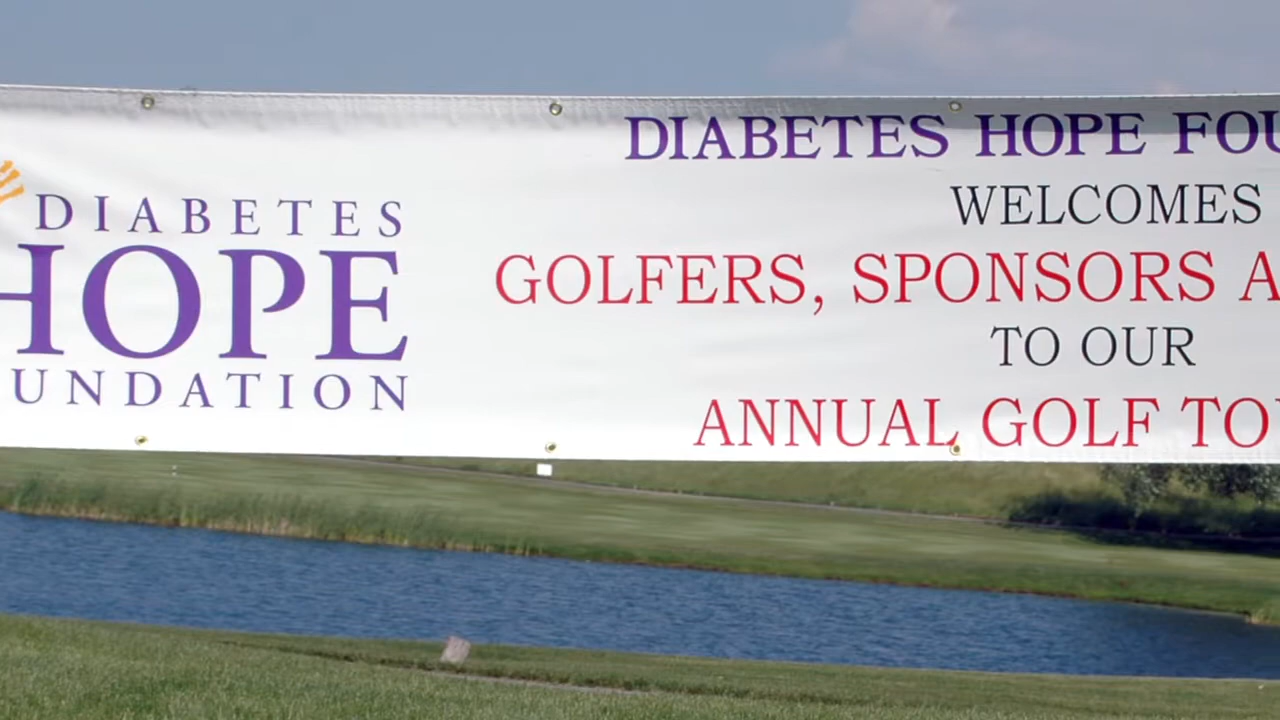 DIABETES
HOPE
UNDATION
DIABETES HOPE FOU
WELCOMES
GOLFERS, SPONSORS A
TO OUR
ANNUAL GOLF TO